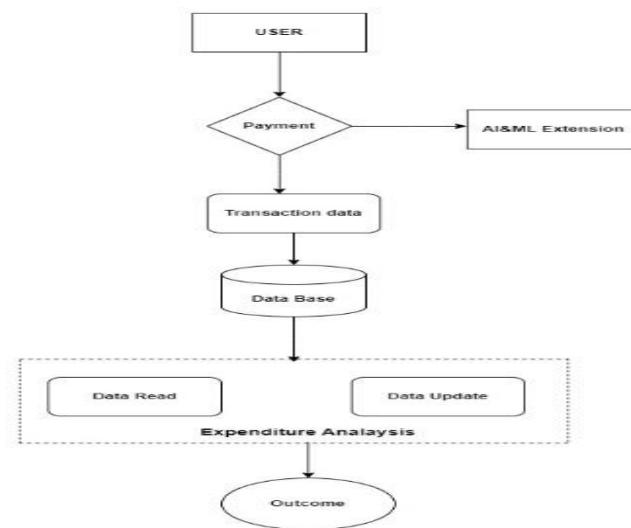 USER
Payment
AI&ML Extension
Transaction data
Data Base
Data Read
Data Update
Expenditure Analaysis
Outcome